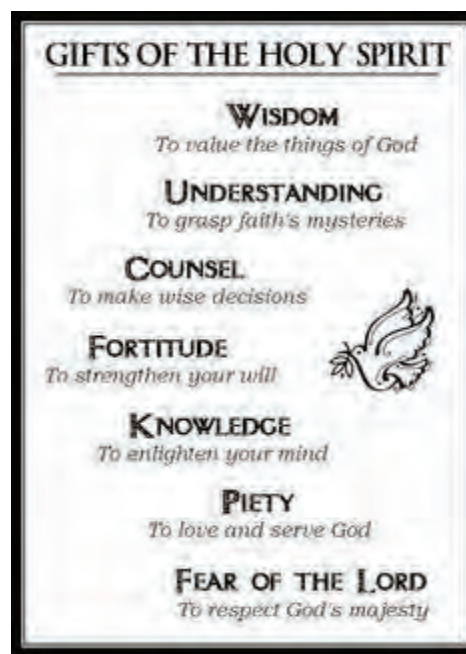 GIFTS OF THE HOLY SPIRIT
WISDOM
To value the things of God
UNDERSTANDING
To grasp faith's mysteries
COUNSEL
To make wise decisions
FORTITUDE
To strengthen your will
KNOWLEDGE
To enlighten your mind
PIETY
To love and serve God
FEAR OF THE LORD
To respect God's majesty